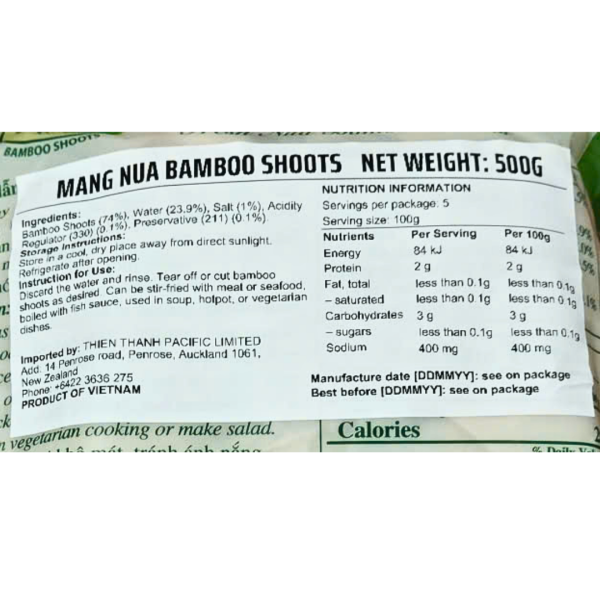 BAMBOO SHOOTS
MANG NUA BAMBOO SHOOTS NET WEIGHT: 500G
Ingredients:
Bamboo Shoots (74%), Water (23.9%), Salt (1%), Acidity
Regulator (330) (0.1%), Preservative (211) (0.1%).
Storage Instructions:
Store in a cool, dry place away from direct sunlight.
Refrigerate after opening.
Instruction for Use:
Discard the water and rinse. Tear off or cut bamboo
shoots as desired. Can be stir-fried with meat or seafood,
boiled with fish sauce, used in soup, hotpot, or vegetarian
dishes.
Imported by: THIEN THANH PACIFIC LIMITED
Add: 14 Penrose road, Penrose, Auckland 1061,
New Zealand
Phone: +6422 3636 275
PRODUCT OF VIETNAM
NUTRITION INFORMATION
Servings per package: 5
Serving size: 100g
Nutrients Per Serving Per 100g
Energy 84 kJ 84 kJ
Protein 2 g 2 g
Fat, total less than 0.1g less than 0.1g
– saturated less than 0.1g less than 0.1g
Carbohydrates 3 g 3 g
– sugars less than 0.1g less than 0.1g
Sodium 400 mg 400 mg
Manufacture date [DDMMYY]: see on package
Best before [DDMMYY]: see on package
vegetarian cooking or make salad.
Calories